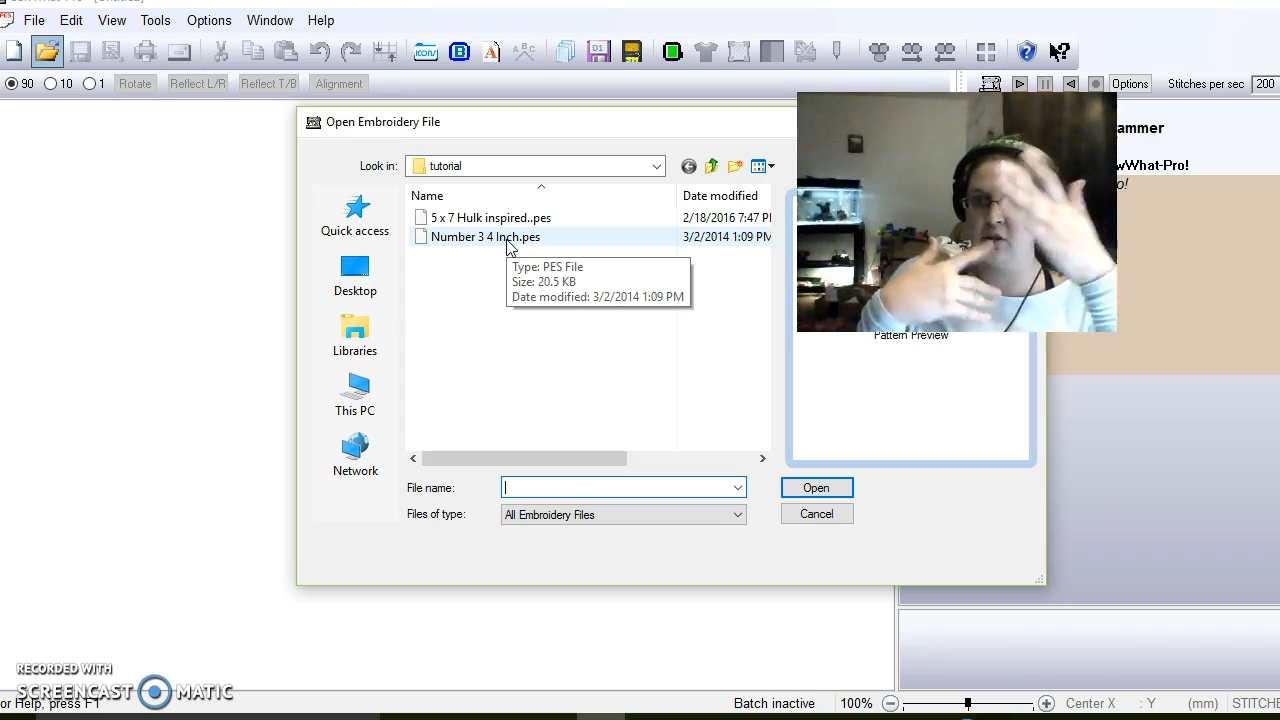 File Edit View Tools Options Window Help
KONI B A ABC D1
90 10 1 Rotate Reflect L/R Reflect T/B Alignment Options Stitches per sec 200
Open Embroidery File
ammer
Look in: tutorial
wWhat-Pro!
Name Date modified
5 x 7 Hulk inspired..pes 2/18/2016 7:47 P
Number 3 4 Inch.pes 3/2/2014 1:09 PM
Type: PES File
Size: 20.5 KB
Date modified: 3/2/2014 1:09 PM
Quick access
Desktop
Libraries
This PC
Network
Pattern Preview
File name: Open
Files of type: All Embroidery Files Cancel
RECORDED WITH
SCREENCAST MATIC
or Help, press F1 Batch inactive 100% Center X : Y (mm) STITCHE